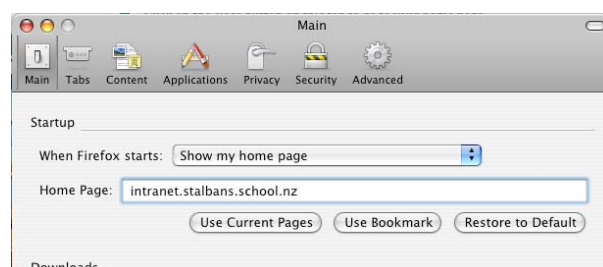 Main
Main Tabs Content Applications Privacy Security Advanced
Startup
When Firefox starts: Show my home page
Home Page: intranet.stalbans.school.nz
Use Current Pages Use Bookmark Restore to Default
Downloads